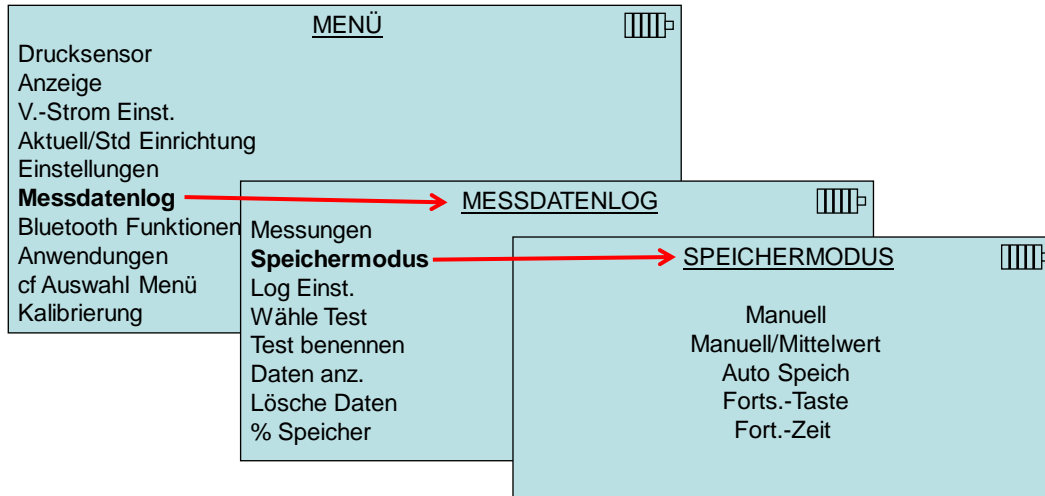 MENÜ
Drucksensor
Anzeige
V.-Strom Einst.
Aktuell/Std Einrichtung
Einstellungen
Messdatenlog
Bluetooth Funktionen
Anwendungen
cf Auswahl Menü
Kalibrierung
MESSDATENLOG
Messungen
Speichermodus
Log Einst.
Wähle Test
Test benennen
Daten anz.
Lösche Daten
% Speicher
SPEICHERMODUS
Manuell
Manuell/Mittelwert
Auto Speich
Forts.-Taste
Fort.-Zeit